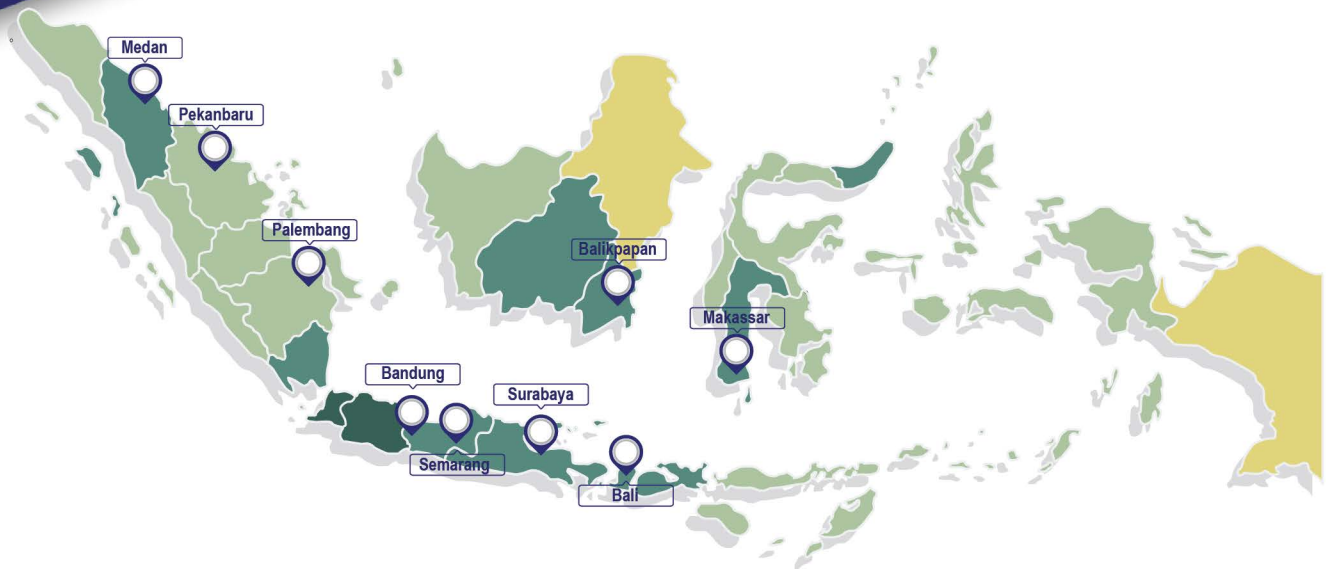 Medan
Pekanbaru
Palembang
Balikpapan
Makassar
Bandung
Surabaya
Semarang
Bali